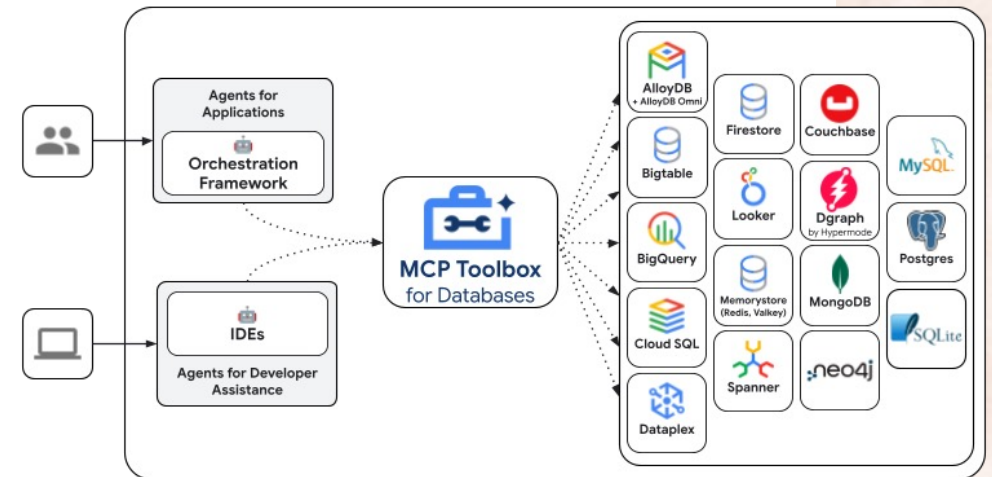 Agents for
Applications
Orchestration
Framework
IDEs
Agents for Developer
Assistance
MCP Toolbox
for Databases
AlloyDB
+ AlloyDB Omni
Bigtable
BigQuery
Cloud SQL
Dataplex
Firestore
Looker
Memorystore
(Redis, Valkey)
Spanner
Couchbase
Dgraph
by Hypermode
MongoDB
neo4j
MySQL.
Postgres
SQLite